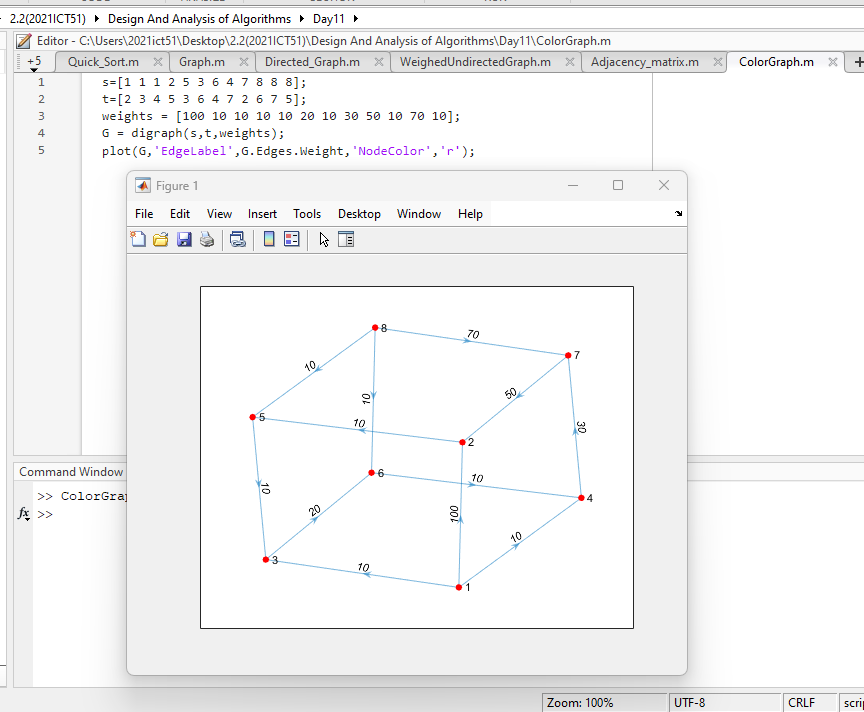 2.2(2021ICT51) Design And Analysis of Algorithms Day11
Editor - C:\Users\2021ict51\Desktop\2.2(2021ICT51)\Design And Analysis of Algorithms\Day11\ColorGraph.m
+5 Quick_Sort.m Graph.m Directed_Graph.m WeighedUndirectedGraph.m Adjacency_matrix.m ColorGraph.m
1 s=[1 1 1 2 5 3 6 4 7 8 8 8];
2 t=[2 3 4 5 3 6 4 7 2 6 7 5];
3 weights = [100 10 10 10 10 20 10 30 50 10 70 10];
4 G = digraph(s,t,weights);
5 plot(G,'EdgeLabel',G.Edges.Weight,'NodeColor','r');
Figure 1
File Edit View Insert Tools Desktop Window Help
8
70
7
10
10
50
5
10
2
6
10
30
10
4
20
100
10
3
10
1
Command Window
>> ColorGra
fx >>
Zoom: 100% UTF-8 CRLF scri